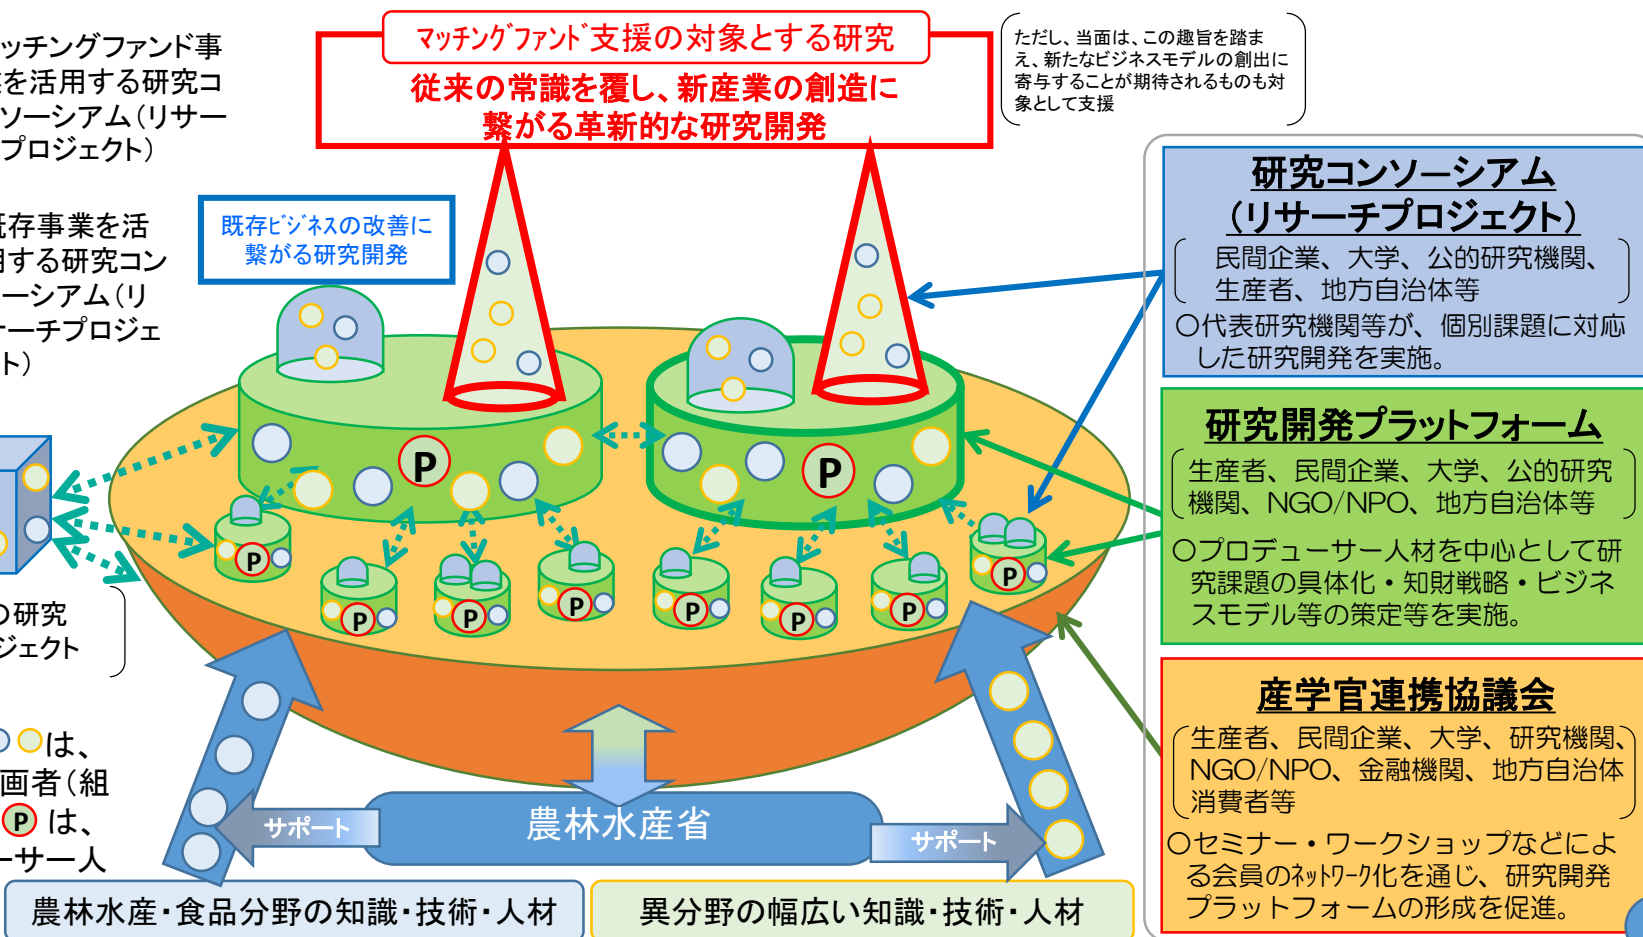 ッチングファンド事
を活用する研究コ
ソーシアム（リサー
プロジェクト）
存事業を活
用する研究コン
ーシアム（リ
ーチプロジェ
ト）
の研究
ジェクト
は、
画者（組
P は、
ーサー人
マッチングファンド支援の対象とする研究
従来の常識を覆し、新産業の創造に
繋がる革新的な研究開発
ただし、当面は、この趣旨を踏ま
え、新たなビジネスモデルの創出に
寄与することが期待されるものも対
象として支援
既存ビジネスの改善に
繋がる研究開発
P
P
P
P
P
P
P
P
P
P
サポート
農林水産省
サポート
農林水産・食品分野の知識・技術・人材
異分野の幅広い知識・技術・人材
研究コンソーシアム
（リサーチプロジェクト）
民間企業、大学、公的研究機関、
生産者、地方自治体等
○代表研究機関等が、個別課題に対応
した研究開発を実施。
研究開発プラットフォーム
生産者、民間企業、大学、公的研究
機関、NGO/NPO、地方自治体等
○プロデューサー人材を中心として研
究課題の具体化・知財戦略・ビジネ
スモデル等の策定等を実施。
産学官連携協議会
生産者、民間企業、大学、研究機関、
NGO/NPO、金融機関、地方自治体
消費者等
○セミナー・ワークショップなどによ
る会員のネットワーク化を通じ、研究開発
プラットフォームの形成を促進。